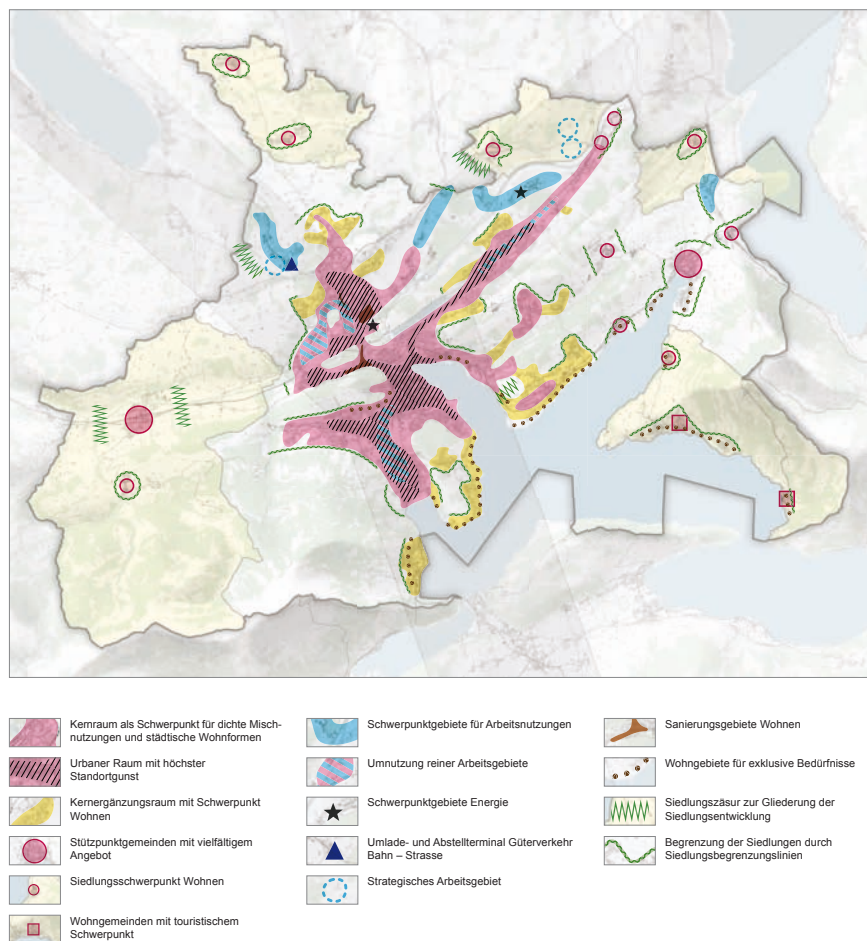 Kernraum als Schwerpunkt für dichte Misch-
nutzungen und städtische Wohnformen
Urbaner Raum mit höchster
Standortgunst
Kernergänzungsraum mit Schwerpunkt
Wohnen
Stützpunktgemeinden mit vielfältigem
Angebot
Siedlungsschwerpunkt Wohnen
Wohngemeinden mit touristischem
Schwerpunkt
Schwerpunktgebiete für Arbeitsnutzungen
Umnutzung reiner Arbeitsgebiete
Schwerpunktgebiete Energie
Umlade- und Abstellterminal Güterverkehr
Bahn – Strasse
Strategisches Arbeitsgebiet
Sanierungsgebiete Wohnen
Wohngebiete für exklusive Bedürfnisse
Siedlungszäsur zur Gliederung der
Siedlungsentwicklung
Begrenzung der Siedlungen durch
Siedlungsbegrenzungslinien